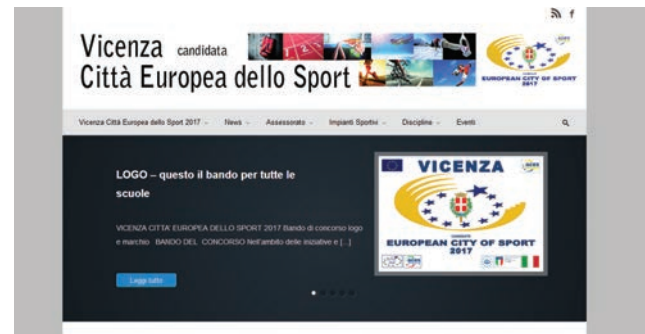 Vicenza candidata
Città Europea dello Sport
EUROPEAN CITY OF SPORT
2017
Vicenza Città Europea dello Sport 2017 News Assessorato Impianti Sportivi Discipline Eventi
LOGO – questo il bando per tutte le
scuole
VICENZA CITTA' EUROPEA DELLO SPORT 2017 Bando di concorso logo
e marchio BANDO DEL CONCORSO Nell'ambito delle iniziative e [...]
Leggi tutto
VICENZA
CANDIDATE
EUROPEAN CITY OF SPORT
2017